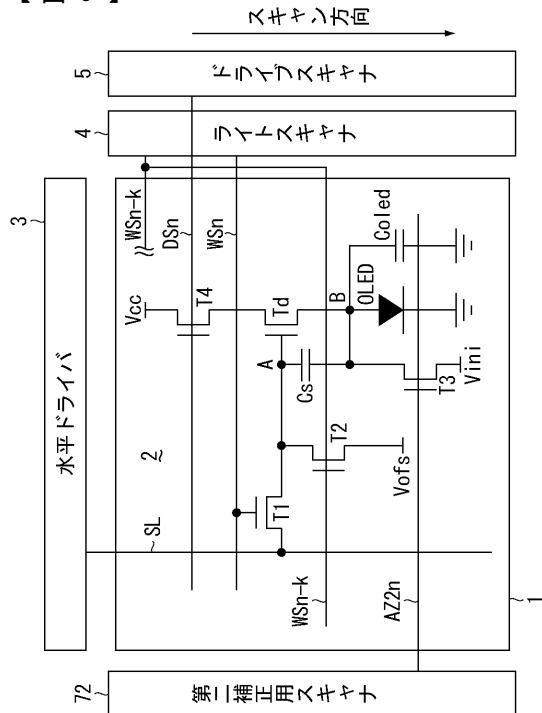 スキャン方向
5
ドライブスキャナ
4
ライトスキャナ
3
水平ドライバ
WSn-k
DSn
WSn
Vcc
T4
Td
A
B
Cs
OLED
Coled
2
T1
T2
T3
Vini
Vofs
SL
WSn-k
AZ2n
1
72
第二補正用スキャナ